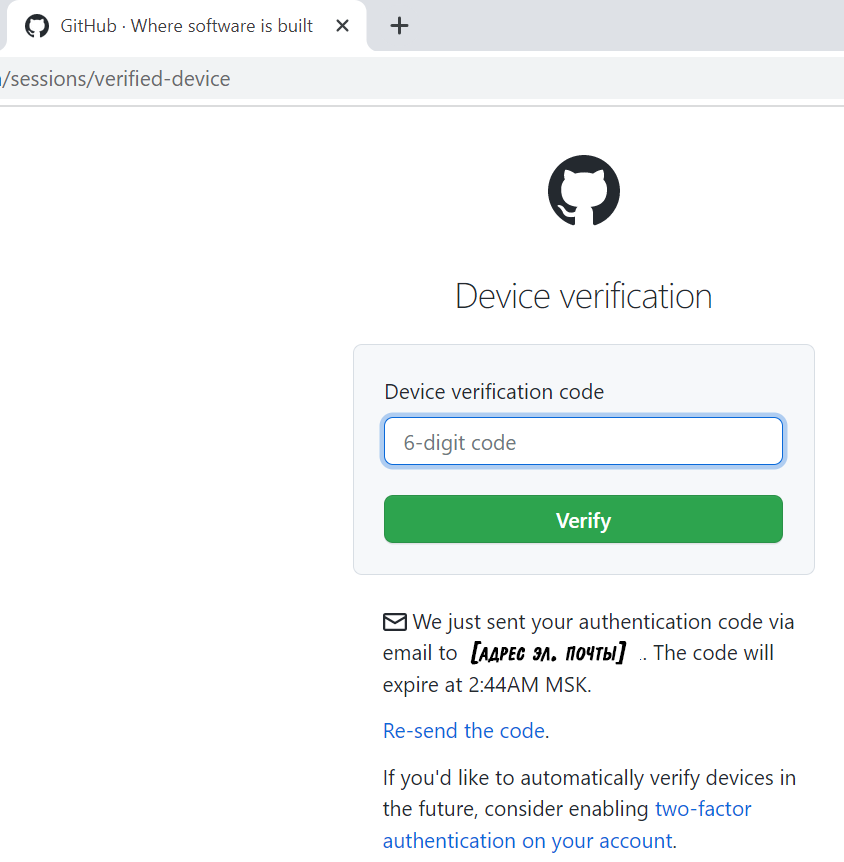 GitHub · Where software is built
/sessions/verified-device
Device verification
Device verification code
6-digit code
Verify
We just sent your authentication code via
email to [АДРЕС ЭЛ. ПОЧТЫ] .. The code will
expire at 2:44AM MSK.
Re-send the code.
If you'd like to automatically verify devices in
the future, consider enabling two-factor
authentication on your account.